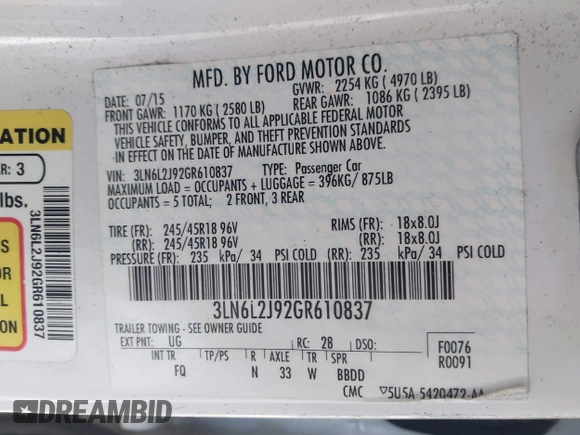 MFD. BY FORD MOTOR CO.
DATE: 07/15
GVWR: 2254 KG ( 4970 LB)
FRONT GAWR: 1170 KG ( 2580 LB)
REAR GAWR: 1086 KG ( 2395 LB)
THIS VEHICLE CONFORMS TO ALL APPLICABLE FEDERAL MOTOR
VEHICLE SAFETY, BUMPER, AND THEFT PREVENTION STANDARDS
IN EFFECT ON THE DATE OF MANUFACTURE SHOWN ABOVE.
VIN: 3LN6L2J92GR610837 TYPE: Passenger Car
MAXIMUM LOAD = OCCUPANTS + LUGGAGE = 396KG/ 875LB
OCCUPANTS = 5 TOTAL: 2 FRONT, 3 REAR
TIRE (FR): 245/45R18 96V RIMS (FR): 18x8.0J
(RR): 245/45R18 96V (RR): 18x8.0J
PRESSURE (FR): 235 kPa/ 34 PSI COLD (RR): 235 kPa/ 34 PSI COLD
3LN6L2J92GR610837
TRAILER TOWING - SEE OWNER GUIDE
EXT PNT: UG RC: 28 DSO: F0076
R0091
INT TR TP/PS R AXLE TR SPR
FQ N 33 W BBDD
CMC ▽5U5A-5420472-AA
ATION
R: 3
lbs.
S
OR
TION
3LN6L2J92GR610837
DREAMBID